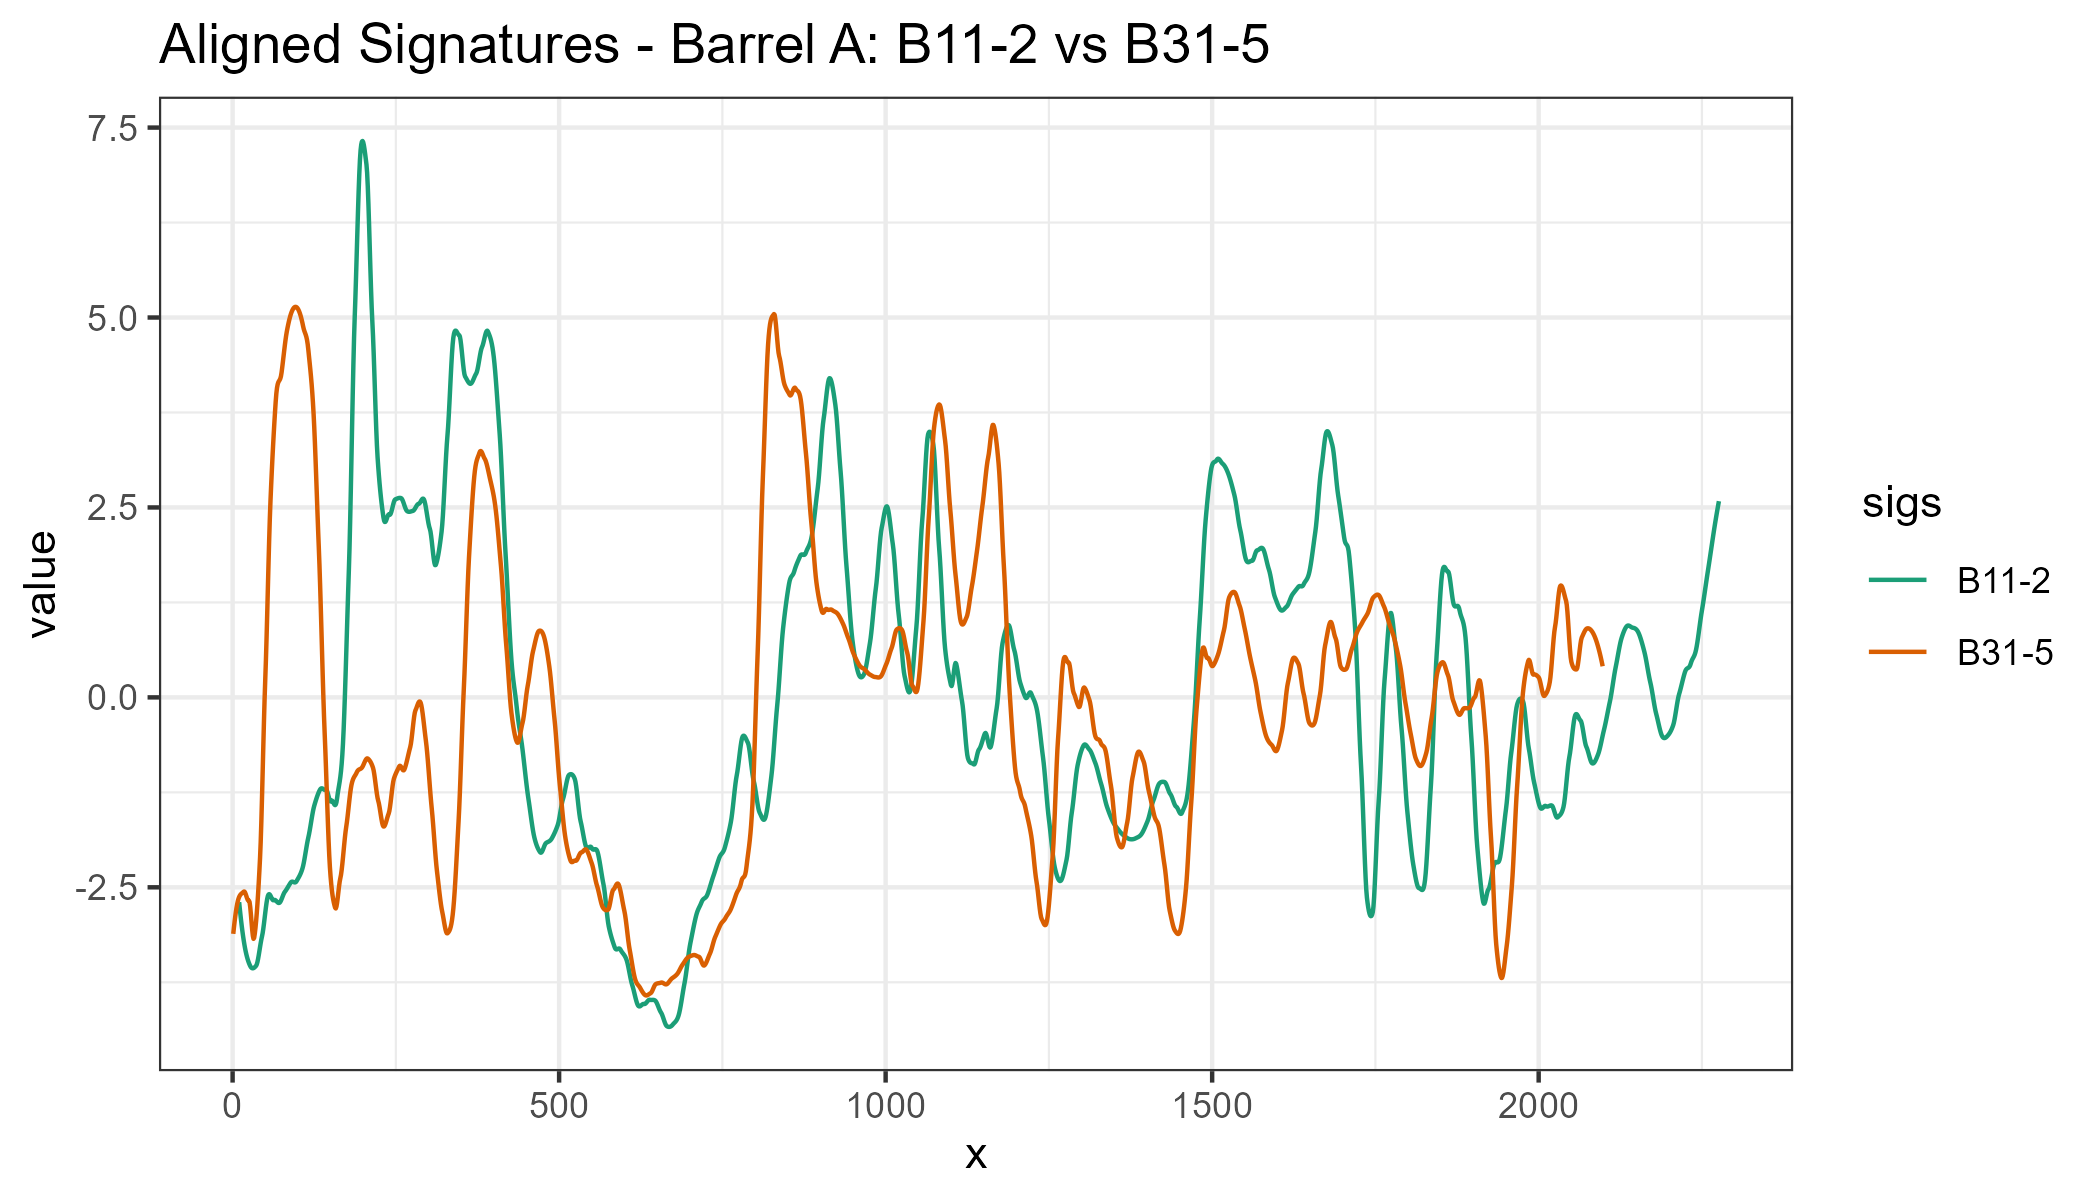 Aligned Signatures - Barrel A: B11-2 vs B31-5
7.5
5.0
2.5
0.0
-2.5
value
0 500 1000 1500 2000
x
sigs
B11-2
B31-5